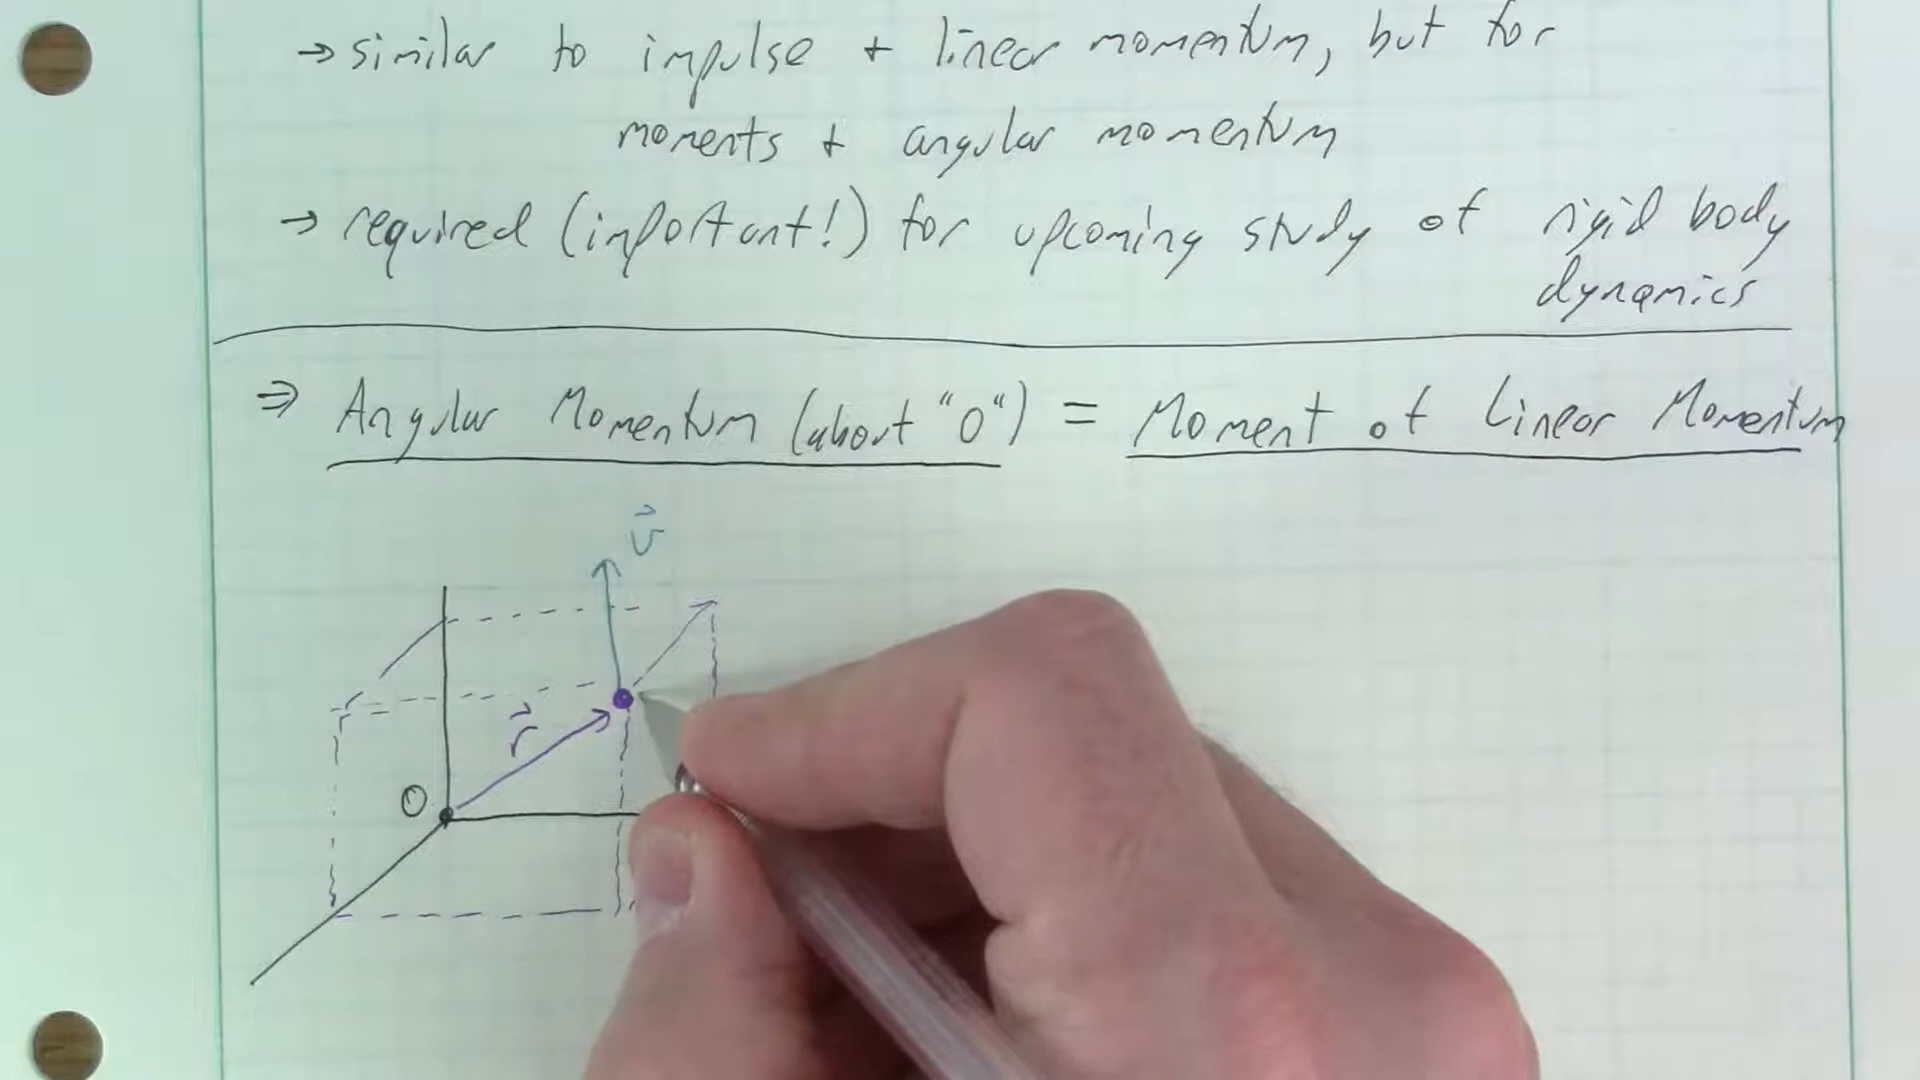 → similar to impulse + linear momentum, but for
moments + angular momentum
→ required (important!) for upcoming study of rigid body
dynamics
⇒ Angular Momentum (about "O") = Moment of Linear Momentum
v⃗
r⃗
O